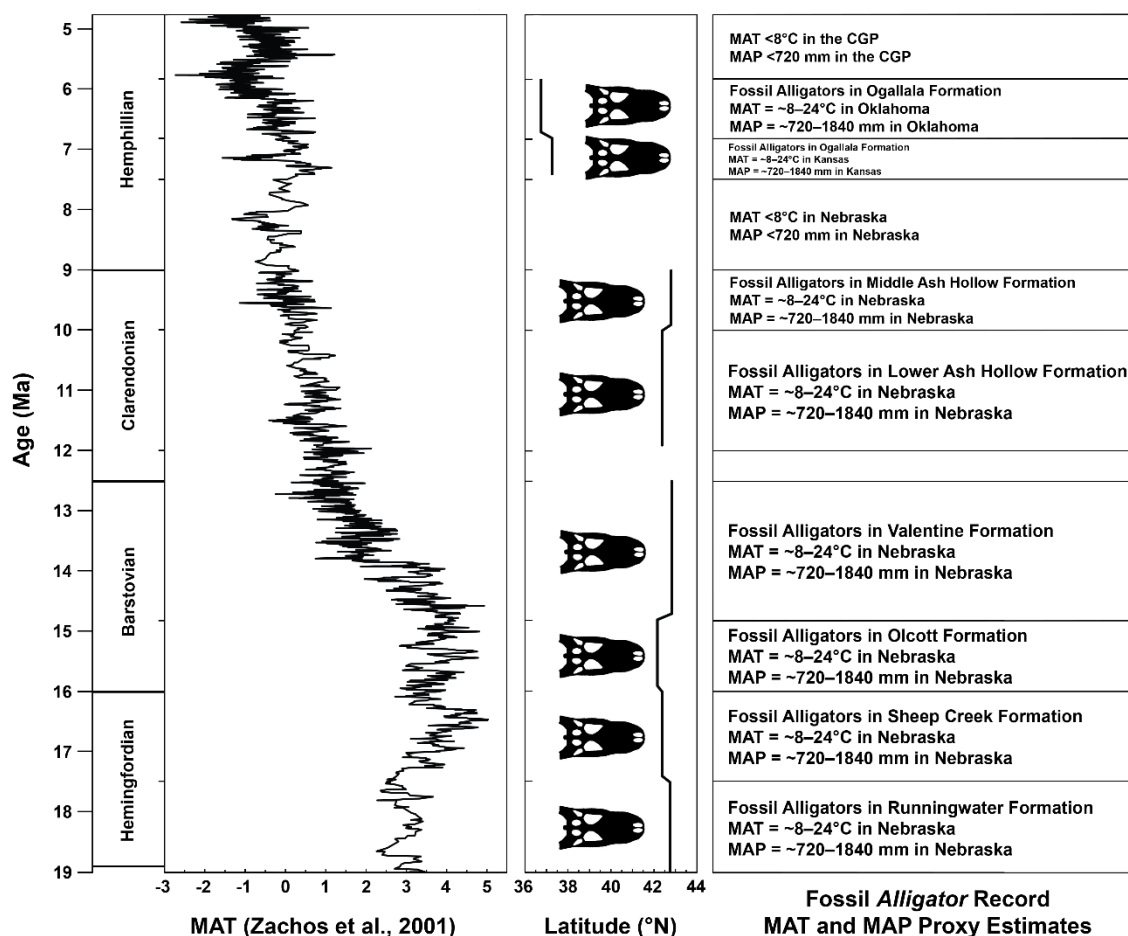 5
6
7
8
9
10
11
12
13
14
15
16
17
18
19
Age (Ma)
Hemphillian
Clarendonian
Barstovian
Hemingfordian
-3 -2 -1 0 1 2 3 4 5
MAT (Zachos et al., 2001)
36 38 40 42 44
Latitude (°N)
MAT <8°C in the CGP
MAP <720 mm in the CGP
Fossil Alligators in Ogallala Formation
MAT = ~8–24°C in Oklahoma
MAP = ~720–1840 mm in Oklahoma
Fossil Alligators in Ogallala Formation
MAT = ~8–24°C in Kansas
MAP = ~720–1840 mm in Kansas
MAT <8°C in Nebraska
MAP <720 mm in Nebraska
Fossil Alligators in Middle Ash Hollow Formation
MAT = ~8–24°C in Nebraska
MAP = ~720–1840 mm in Nebraska
Fossil Alligators in Lower Ash Hollow Formation
MAT = ~8–24°C in Nebraska
MAP = ~720–1840 mm in Nebraska
Fossil Alligators in Valentine Formation
MAT = ~8–24°C in Nebraska
MAP = ~720–1840 mm in Nebraska
Fossil Alligators in Olcott Formation
MAT = ~8–24°C in Nebraska
MAP = ~720–1840 mm in Nebraska
Fossil Alligators in Sheep Creek Formation
MAT = ~8–24°C in Nebraska
MAP = ~720–1840 mm in Nebraska
Fossil Alligators in Runningwater Formation
MAT = ~8–24°C in Nebraska
MAP = ~720–1840 mm in Nebraska
Fossil Alligator Record
MAT and MAP Proxy Estimates